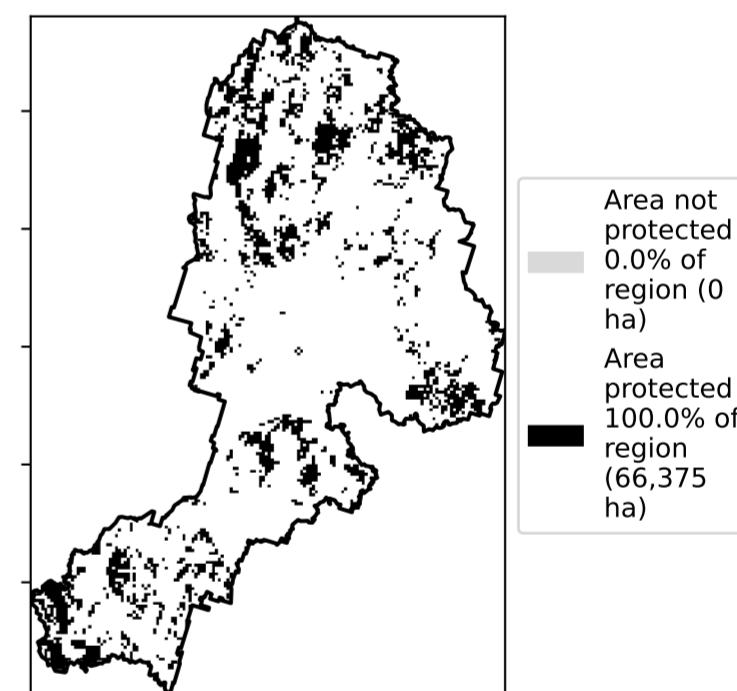 Area not
protected
0.0% of
region (0
ha)
Area
protected
100.0% of
region
(66,375
ha)